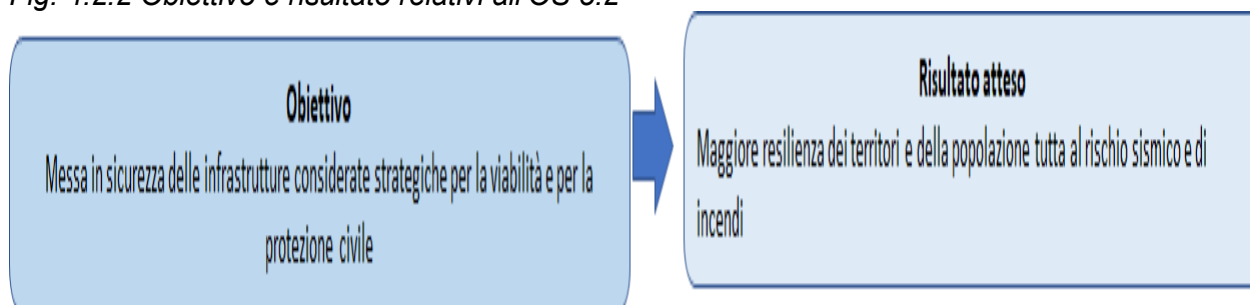 Fig. 1.2.2 Obiettivo e risultato relativi all'OS 5.2
Obiettivo
Messa in sicurezza delle infrastrutture considerate strategiche per la viabilità e per la
protezione civile
Risultato atteso
Maggiore resilienza dei territori e della popolazione tutta al rischio sismico e di
incendi